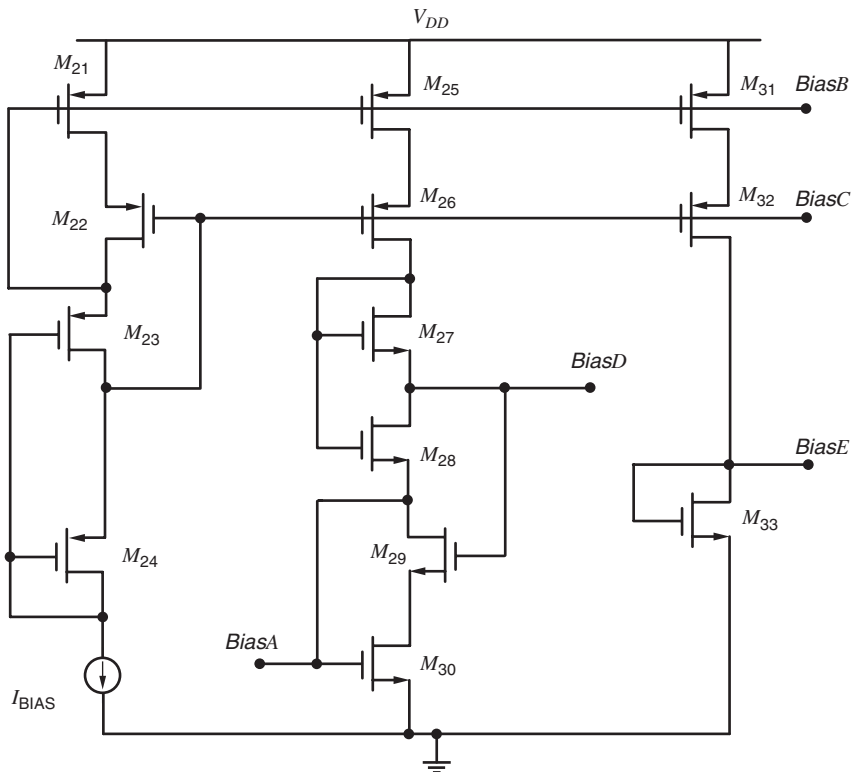 V_DD
M_21
M_25
M_31
BiasB
M_22
M_26
M_32
BiasC
M_23
M_27
BiasD
M_28
BiasE
M_24
M_29
M_33
BiasA
M_30
I_BIAS